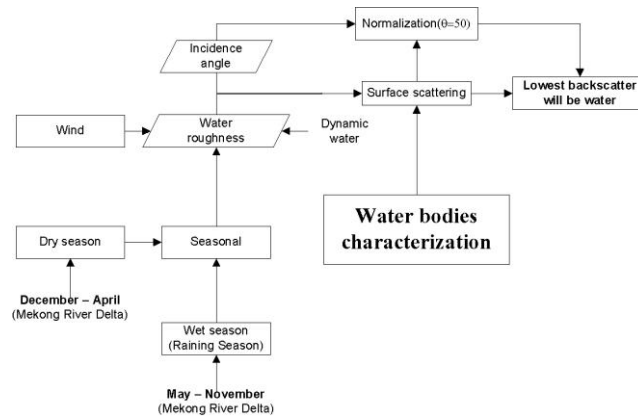 Normalization(θ=50)
Incidence
angle
Surface scattering
Lowest backscatter
will be water
Wind
Water
roughness
Dynamic
water
Water bodies
characterization
Dry season
Seasonal
December – April
(Mekong River Delta)
Wet season
(Raining Season)
May – November
(Mekong River Delta)